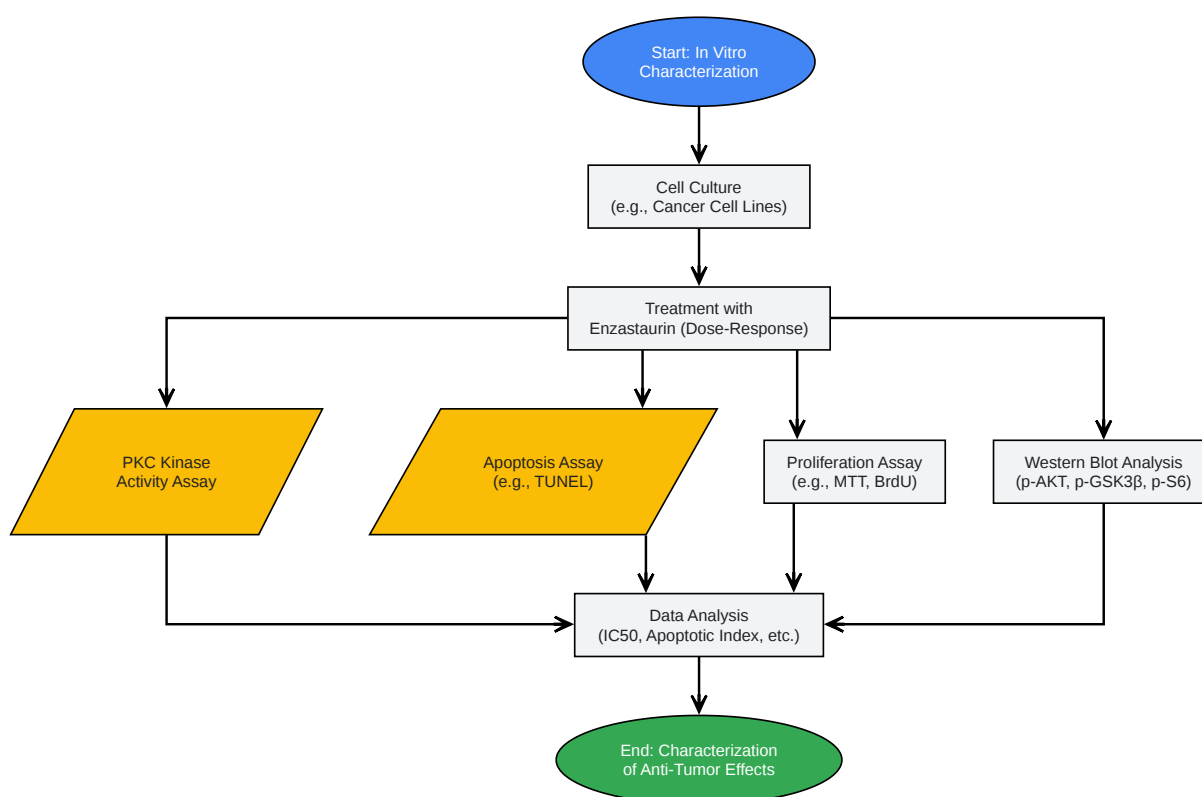 Start: In Vitro
Characterization
Cell Culture
(e.g., Cancer Cell Lines)
Treatment with
Enzastaurin (Dose-Response)
PKC Kinase
Activity Assay
Apoptosis Assay
(e.g., TUNEL)
Proliferation Assay
(e.g., MTT, BrdU)
Western Blot Analysis
(p-AKT, p-GSK3β, p-S6)
Data Analysis
(IC50, Apoptotic Index, etc.)
End: Characterization
of Anti-Tumor Effects